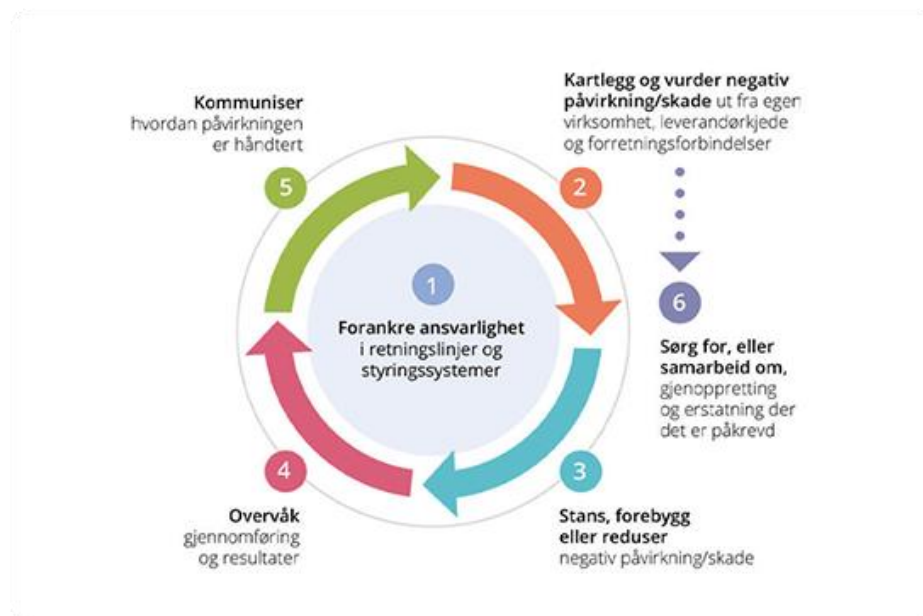 1
Forankre ansvarlighet
i retningslinjer og
styringssystemer
2
Kartlegg og vurder negativ
påvirkning/skade ut fra egen
virksomhet, leverandørkjede
og forretningsforbindelser
3
Stans, forebygg
eller reduser
negativ påvirkning/skade
4
Overvåk
gjennomføring
og resultater
5
Kommuniser
hvordan påvirkningen
er håndtert
6
Sørg for, eller
samarbeid om,
gjenoppretting
og erstatning der
det er påkrevd